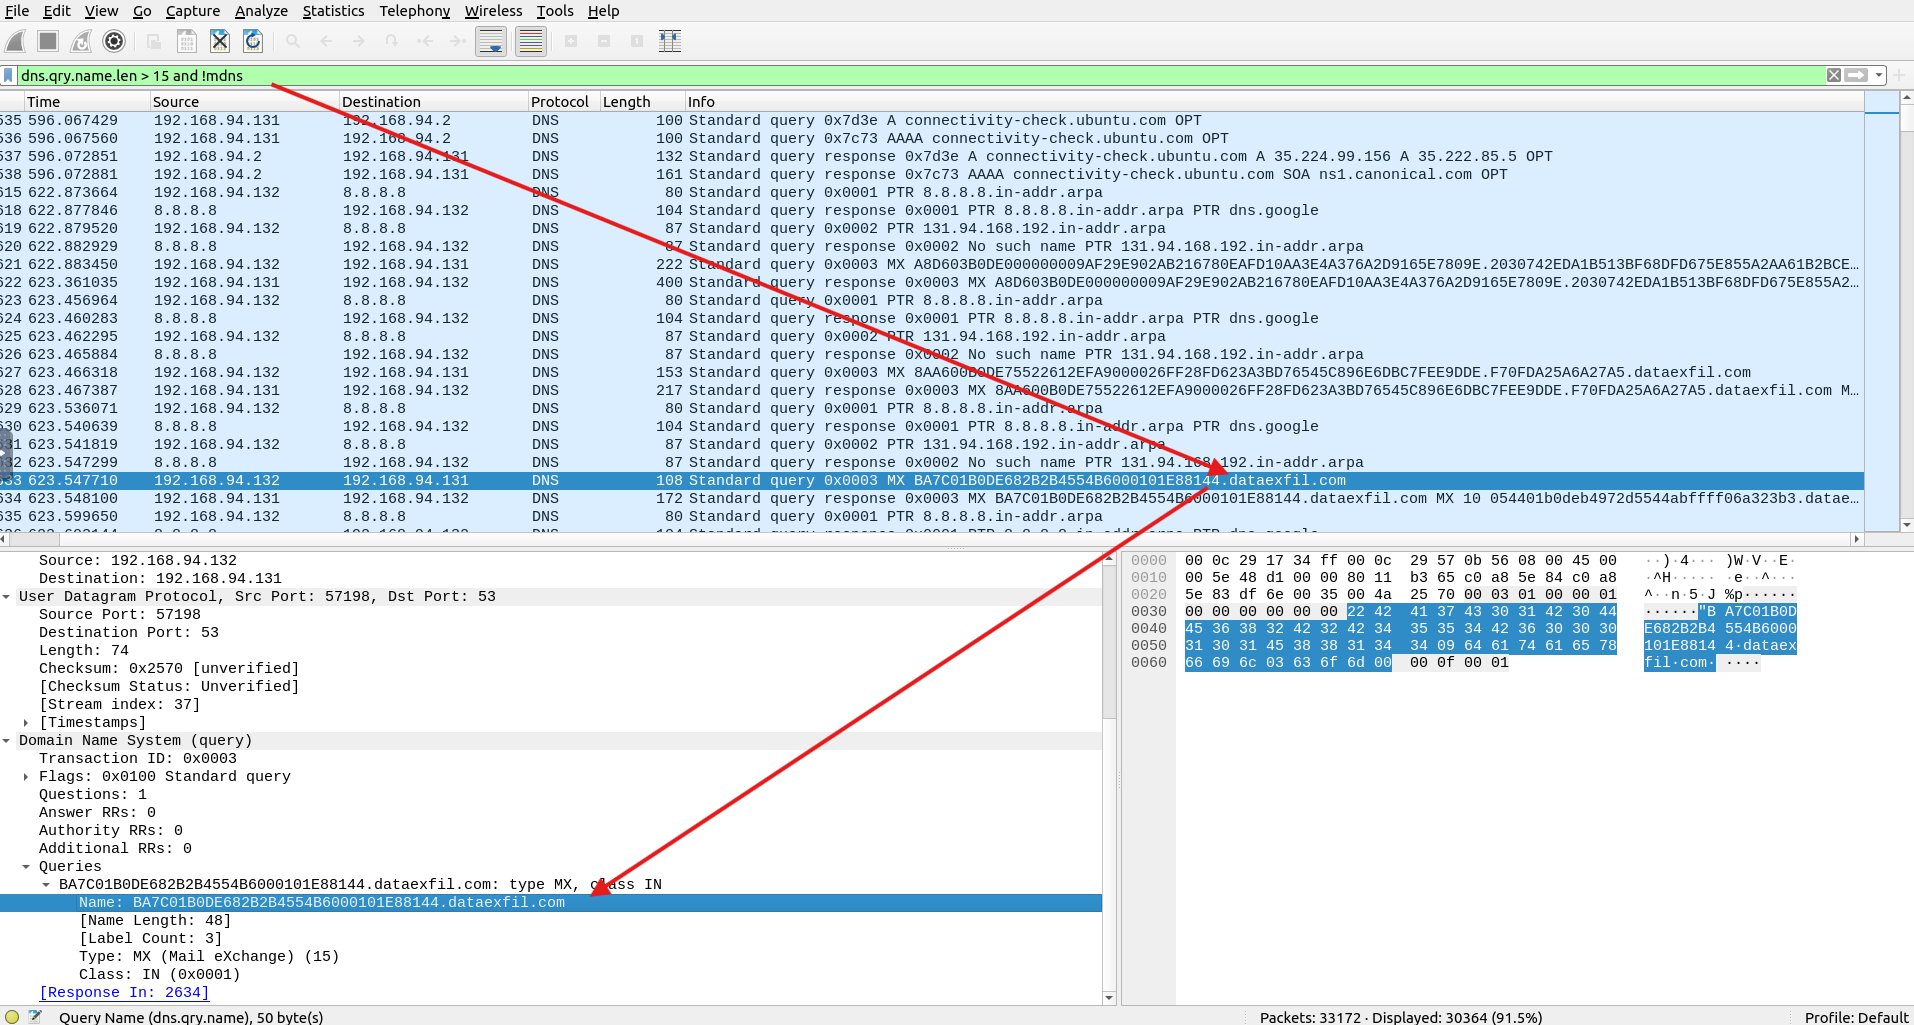 File Edit View Go Capture Analyze Statistics Telephony Wireless Tools Help
dns.qry.name.len > 15 and !mdns
Time Source Destination Protocol Length Info
535 596.067429 192.168.94.131 192.168.94.2 DNS 100 Standard query 0x7d3e A connectivity-check.ubuntu.com OPT
536 596.067560 192.168.94.131 192.168.94.2 DNS 100 Standard query 0x7c73 AAAA connectivity-check.ubuntu.com OPT
537 596.072851 192.168.94.2 192.168.94.131 DNS 132 Standard query response 0x7d3e A connectivity-check.ubuntu.com A 35.224.99.156 A 35.222.85.5 OPT
538 596.072881 192.168.94.2 192.168.94.131 DNS 161 Standard query response 0x7c73 AAAA connectivity-check.ubuntu.com SOA ns1.canonical.com OPT
615 622.873664 192.168.94.132 8.8.8.8 DNS 80 Standard query 0x0001 PTR 8.8.8.8.in-addr.arpa
618 622.877846 8.8.8.8 192.168.94.132 DNS 104 Standard query response 0x0001 PTR 8.8.8.8.in-addr.arpa PTR dns.google
619 622.879520 192.168.94.132 8.8.8.8 DNS 87 Standard query 0x0002 PTR 131.94.168.192.in-addr.arpa
620 622.882929 8.8.8.8 192.168.94.132 DNS 87 Standard query response 0x0002 No such name PTR 131.94.168.192.in-addr.arpa
621 622.883450 192.168.94.132 192.168.94.131 DNS 222 Standard query 0x0003 MX A8D603B0DE000000009AF29E902AB216780EAFD10AA3E4A376A2D9165E7809E.2030742EDA1B513BF68DFD675E855A2AA61B2BCE…
622 623.361035 192.168.94.131 192.168.94.132 DNS 400 Standard query response 0x0003 MX A8D603B0DE000000009AF29E902AB216780EAFD10AA3E4A376A2D9165E7809E.2030742EDA1B513BF68DFD675E855A2…
623 623.456964 192.168.94.132 8.8.8.8 DNS 80 Standard query 0x0001 PTR 8.8.8.8.in-addr.arpa
624 623.460283 8.8.8.8 192.168.94.132 DNS 104 Standard query response 0x0001 PTR 8.8.8.8.in-addr.arpa PTR dns.google
625 623.462295 192.168.94.132 8.8.8.8 DNS 87 Standard query 0x0002 PTR 131.94.168.192.in-addr.arpa
626 623.465884 8.8.8.8 192.168.94.132 DNS 87 Standard query response 0x0002 No such name PTR 131.94.168.192.in-addr.arpa
627 623.466318 192.168.94.132 192.168.94.131 DNS 153 Standard query 0x0003 MX 8AA600B0DE75522612EFA9000026FF28FD623A3BD76545C896E6DBC7FEE9DDE.F70FDA25A6A27A5.dataexfil.com
628 623.467387 192.168.94.131 192.168.94.132 DNS 217 Standard query response 0x0003 MX 8AA600B0DE75522612EFA9000026FF28FD623A3BD76545C896E6DBC7FEE9DDE.F70FDA25A6A27A5.dataexfil.com M…
629 623.536071 192.168.94.132 8.8.8.8 DNS 80 Standard query 0x0001 PTR 8.8.8.8.in-addr.arpa
630 623.540639 8.8.8.8 192.168.94.132 DNS 104 Standard query response 0x0001 PTR 8.8.8.8.in-addr.arpa PTR dns.google
31 623.541819 192.168.94.132 8.8.8.8 DNS 87 Standard query 0x0002 PTR 131.94.168.192.in-addr.arpa
32 623.547299 8.8.8.8 192.168.94.132 DNS 87 Standard query response 0x0002 No such name PTR 131.94.168.192.in-addr.arpa
33 623.547710 192.168.94.132 192.168.94.131 DNS 108 Standard query 0x0003 MX BA7C01B0DE682B2B4554B6000101E88144.dataexfil.com
634 623.548100 192.168.94.131 192.168.94.132 DNS 172 Standard query response 0x0003 MX BA7C01B0DE682B2B4554B6000101E88144.dataexfil.com MX 10 054401b0deb4972d5544abffff06a323b3.datae…
635 623.599650 192.168.94.132 8.8.8.8 DNS 80 Standard query 0x0001 PTR 8.8.8.8.in-addr.arpa
Source: 192.168.94.132
Destination: 192.168.94.131
User Datagram Protocol, Src Port: 57198, Dst Port: 53
Source Port: 57198
Destination Port: 53
Length: 74
Checksum: 0x2570 [unverified]
[Checksum Status: Unverified]
[Stream index: 37]
[Timestamps]
Domain Name System (query)
Transaction ID: 0x0003
Flags: 0x0100 Standard query
Questions: 1
Answer RRs: 0
Authority RRs: 0
Additional RRs: 0
Queries
BA7C01B0DE682B2B4554B6000101E88144.dataexfil.com: type MX, class IN
Name: BA7C01B0DE682B2B4554B6000101E88144.dataexfil.com
[Name Length: 48]
[Label Count: 3]
Type: MX (Mail eXchange) (15)
Class: IN (0x0001)
[Response In: 2634]
0000 00 0c 29 17 34 ff 00 0c 29 57 0b 56 08 00 45 00 ··)·4··· )W·V··E·
0010 00 5e 48 d1 00 00 80 11 b3 65 c0 a8 5e 84 c0 a8 ·^H····· ·e··^···
0020 5e 83 df 6e 00 35 00 4a 25 70 00 03 01 00 00 01 ^··n·5·J %p······
0030 00 00 00 00 00 00 22 42 41 37 43 30 31 42 30 44 ······"B A7C01B0D
0040 45 36 38 32 42 32 42 34 35 35 34 42 36 30 30 30 E682B2B4 554B6000
0050 31 30 31 45 38 38 31 34 34 09 64 61 74 61 65 78 101E8814 4·dataex
0060 66 69 6c 03 63 6f 6d 00 00 0f 00 01 fil·com· ····
Query Name (dns.qry.name), 50 byte(s)
Packets: 33172 · Displayed: 30364 (91.5%)
Profile: Default